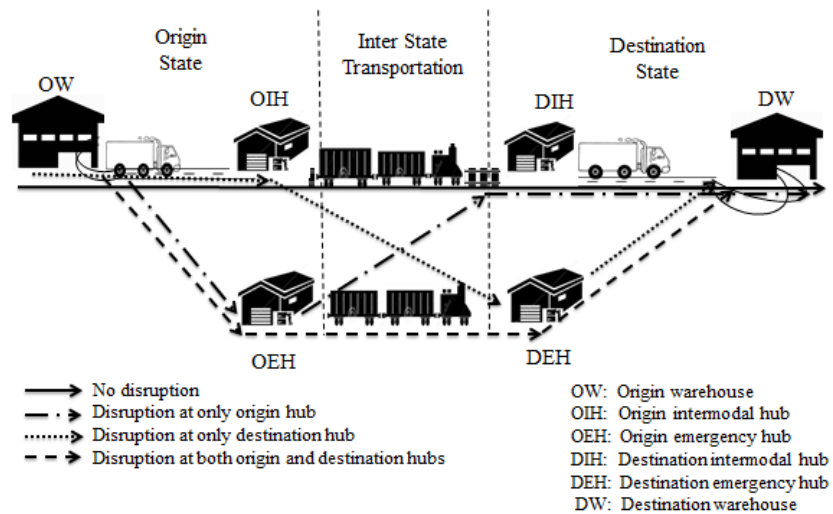 Origin
State
Inter State
Transportation
Destination
State
OW
OIH
DIH
DW
OEH
DEH
No disruption
Disruption at only origin hub
Disruption at only destination hub
Disruption at both origin and destination hubs
OW: Origin warehouse
OIH: Origin intermodal hub
OEH: Origin emergency hub
DIH: Destination intermodal hub
DEH: Destination emergency hub
DW: Destination warehouse